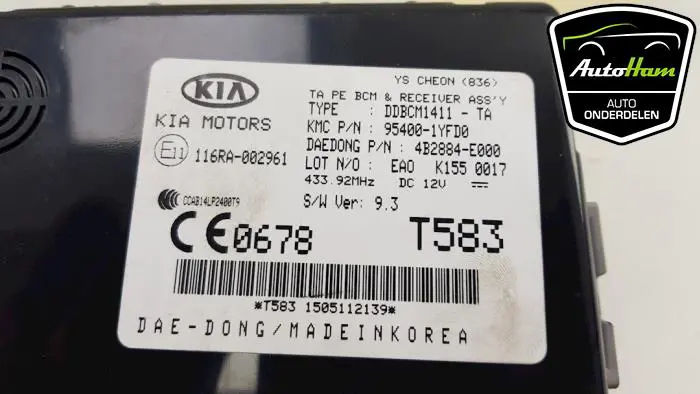 YS CHEON (836)
KIA
KIA MOTORS
TA PE BCM & RECEIVER ASS'Y
TYPE : DDBCM1411 - TA
KMC P/N : 95400-1YFD0
DAEDONG P/N : 4B2884-E000
LOT N/O : EAO K155 0017
433.92MHz DC 12V
S/W Ver: 9.3
E11 116RA-002961
CCAB14LP2400T9
CE0678
T583
*T583 1505112139*
DAE-DONG/MADEINKOREA
AutoHam
AUTO
ONDERDELEN